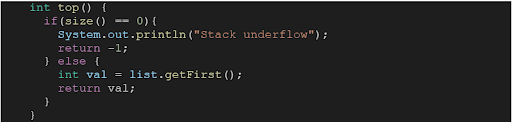 int top() {
  if(size() == 0){
    System.out.println("Stack underflow");
    return -1;
  } else {
    int val = list.getFirst();
    return val;
  }
}